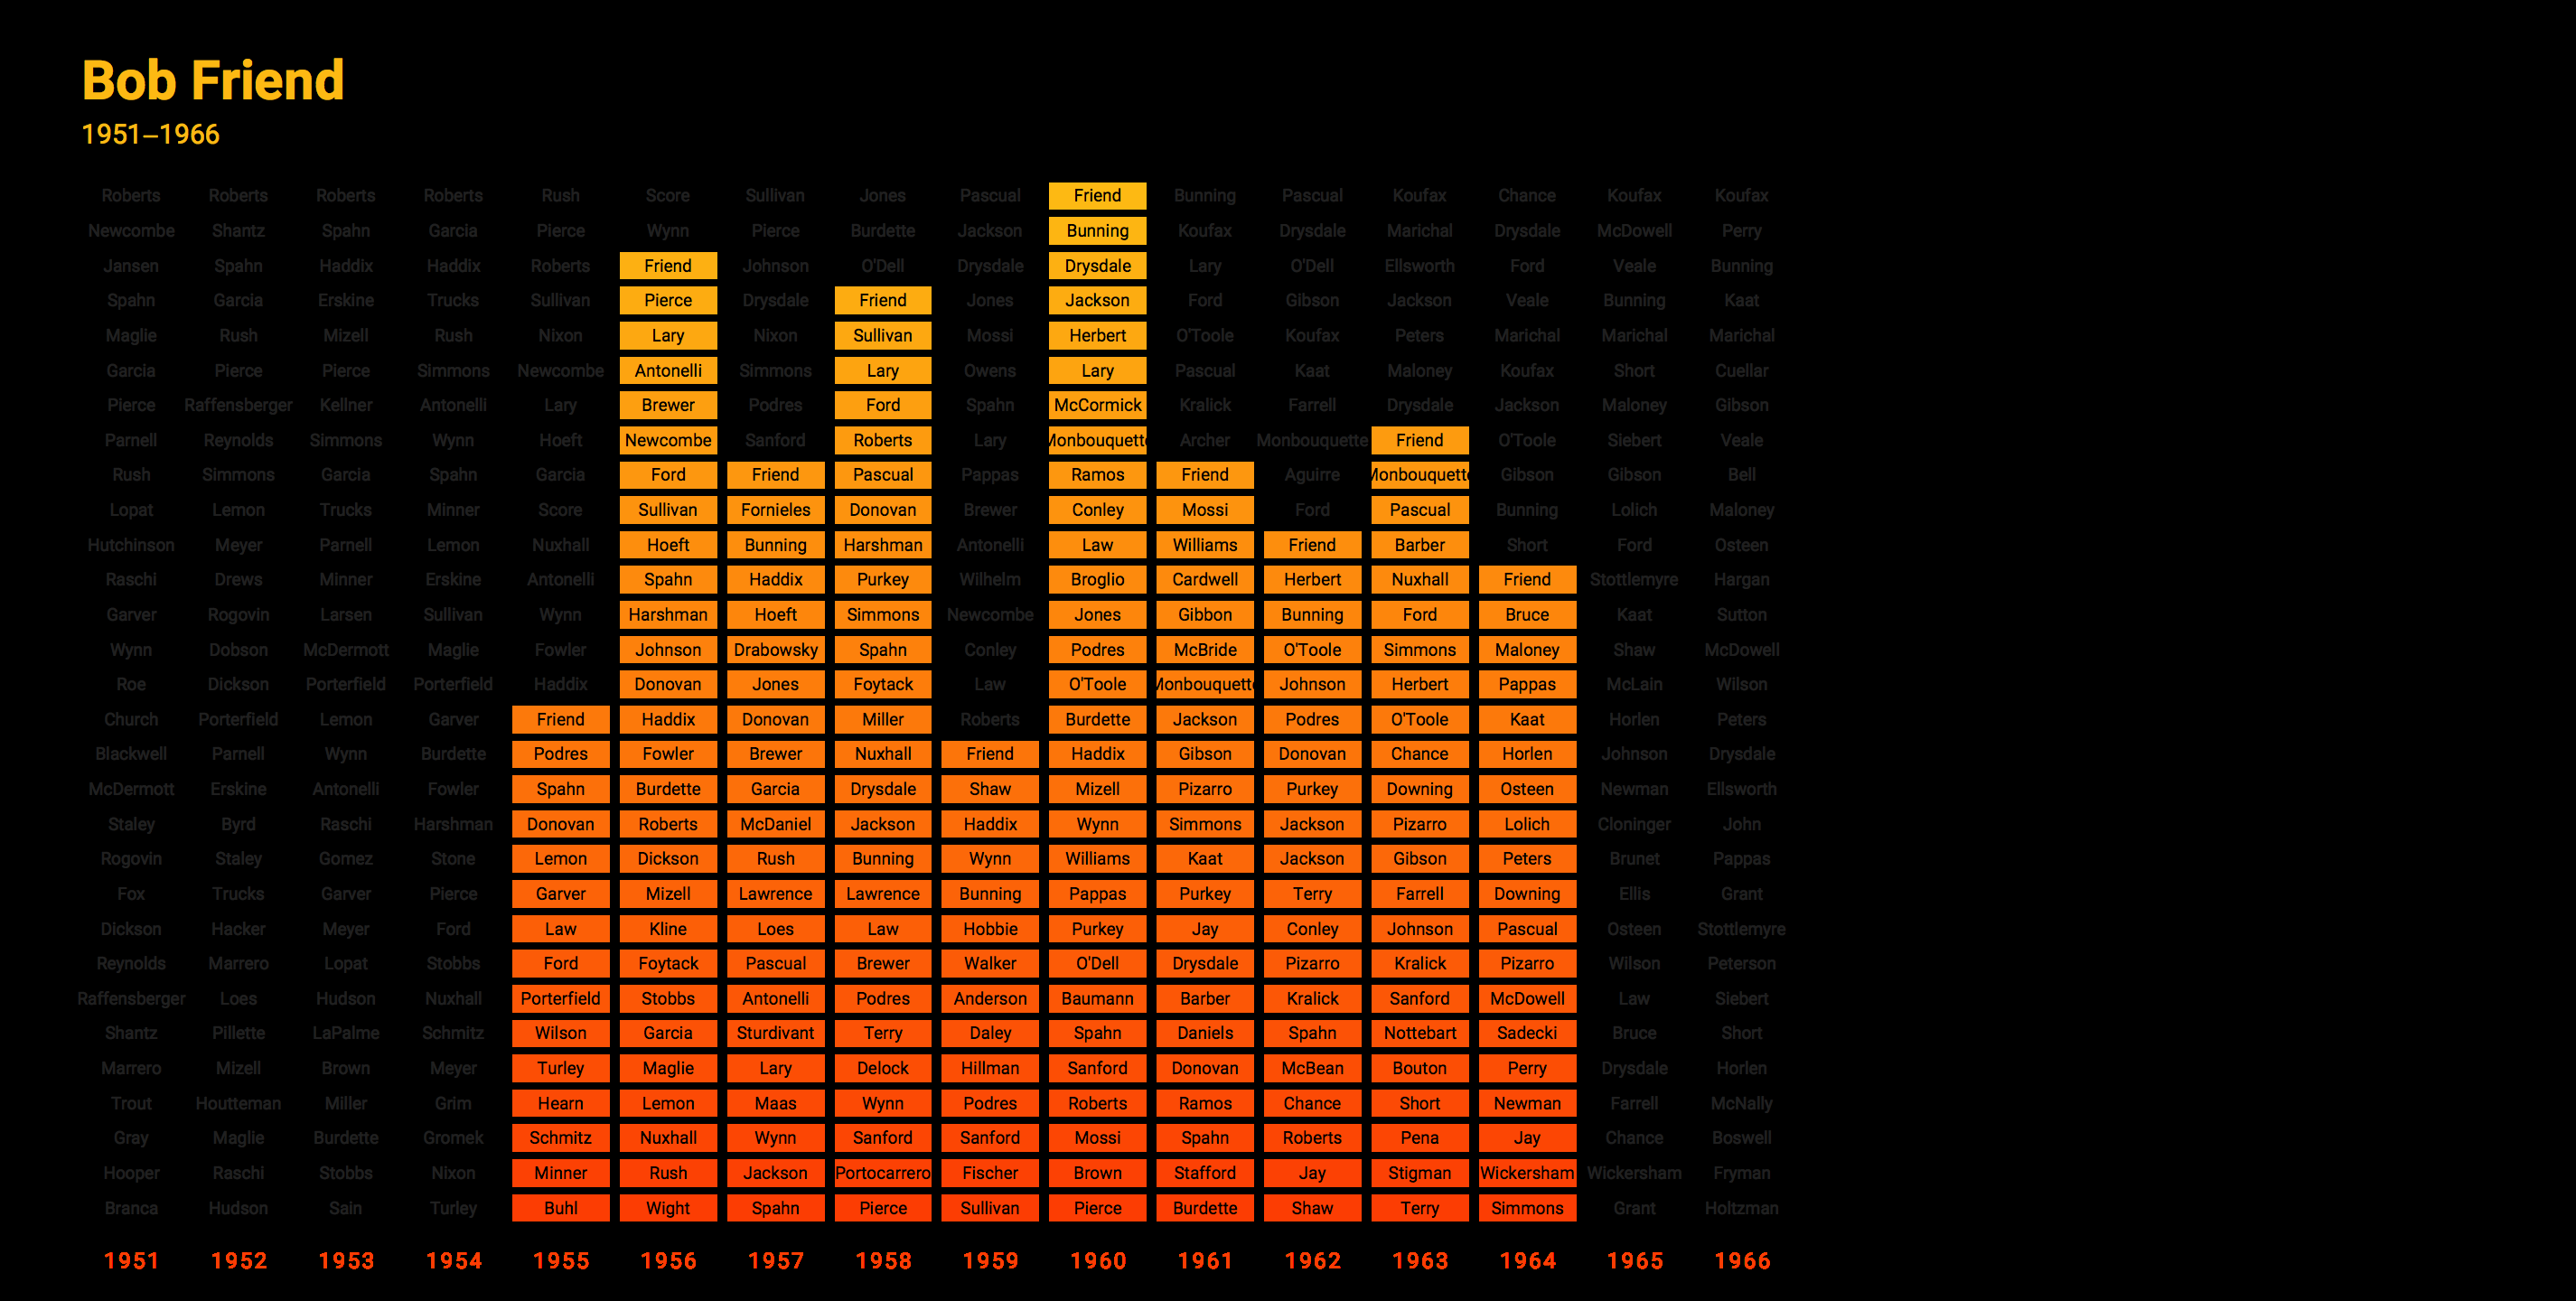 Bob Friend
1951–1966
Roberts Roberts Roberts Roberts Rush Score Sullivan Jones Pascual Friend Bunning Pascual Koufax Chance Koufax Koufax
Newcombe Shantz Spahn Garcia Pierce Wynn Pierce Burdette Jackson Bunning Koufax Drysdale Marichal Drysdale McDowell Perry
Jansen Spahn Haddix Haddix Roberts Friend Johnson O'Dell Drysdale Drysdale Lary O'Dell Ellsworth Ford Veale Bunning
Spahn Garcia Erskine Trucks Sullivan Pierce Drysdale Friend Jones Jackson Ford Gibson Jackson Veale Bunning Kaat
Maglie Rush Mizell Rush Nixon Lary Nixon Sullivan Mossi Herbert O'Toole Koufax Peters Marichal Marichal Marichal
Garcia Pierce Pierce Simmons Newcombe Antonelli Simmons Lary Owens Lary Pascual Kaat Maloney Koufax Short Cuellar
Pierce Raffensberger Kellner Antonelli Lary Brewer Podres Ford Spahn McCormick Kralick Farrell Drysdale Jackson Maloney Gibson
Parnell Reynolds Simmons Wynn Hoeft Newcombe Sanford Roberts Lary Monbouquette Archer Monbouquette Friend O'Toole Siebert Veale
Rush Simmons Garcia Spahn Garcia Ford Friend Pascual Pappas Ramos Friend Aguirre Monbouquette Gibson Gibson Bell
Lopat Lemon Trucks Minner Score Sullivan Fornieles Donovan Brewer Conley Mossi Ford Pascual Bunning Lolich Maloney
Hutchinson Meyer Parnell Lemon Nuxhall Hoeft Bunning Harshman Antonelli Law Williams Friend Barber Short Ford Osteen
Raschi Drews Minner Erskine Antonelli Spahn Haddix Purkey Wilhelm Broglio Cardwell Herbert Nuxhall Friend Stottlemyre Hargan
Garver Rogovin Larsen Sullivan Wynn Harshman Hoeft Simmons Newcombe Jones Gibbon Bunning Ford Bruce Kaat Sutton
Wynn Dobson McDermott Maglie Fowler Johnson Drabowsky Spahn Conley Podres McBride O'Toole Simmons Maloney Shaw McDowell
Roe Dickson Porterfield Porterfield Haddix Donovan Jones Foytack Law O'Toole Monbouquette Johnson Herbert Pappas McLain Wilson
Church Porterfield Lemon Garver Friend Haddix Donovan Miller Roberts Burdette Jackson Podres O'Toole Kaat Horlen Peters
Blackwell Parnell Wynn Burdette Podres Fowler Brewer Nuxhall Friend Haddix Gibson Donovan Chance Horlen Johnson Drysdale
McDermott Erskine Antonelli Fowler Spahn Burdette Garcia Drysdale Shaw Mizell Pizarro Purkey Downing Osteen Newman Ellsworth
Staley Byrd Raschi Harshman Donovan Roberts McDaniel Jackson Haddix Wynn Simmons Jackson Pizarro Lolich Cloninger John
Rogovin Staley Gomez Stone Lemon Dickson Rush Bunning Wynn Williams Kaat Jackson Gibson Peters Brunet Pappas
Fox Trucks Garver Pierce Garver Mizell Lawrence Lawrence Bunning Pappas Purkey Terry Farrell Downing Ellis Grant
Dickson Hacker Meyer Ford Law Kline Loes Law Hobbie Purkey Jay Conley Johnson Pascual Osteen Stottlemyre
Reynolds Marrero Lopat Stobbs Ford Foytack Pascual Brewer Walker O'Dell Drysdale Pizarro Kralick Pizarro Wilson Peterson
Raffensberger Loes Hudson Nuxhall Porterfield Stobbs Antonelli Podres Anderson Baumann Barber Kralick Sanford McDowell Law Siebert
Shantz Pillette LaPalme Schmitz Wilson Garcia Sturdivant Terry Daley Spahn Daniels Spahn Nottebart Sadecki Bruce Short
Marrero Mizell Brown Meyer Turley Maglie Lary Delock Hillman Sanford Donovan McBean Bouton Perry Drysdale Horlen
Trout Houtteman Miller Grim Hearn Lemon Maas Wynn Podres Roberts Ramos Chance Short Newman Farrell McNally
Gray Maglie Burdette Gromek Schmitz Nuxhall Wynn Sanford Sanford Mossi Spahn Roberts Pena Jay Chance Boswell
Hooper Raschi Stobbs Nixon Minner Rush Jackson Portocarrero Fischer Brown Stafford Jay Stigman Wickersham Wickersham Fryman
Branca Hudson Sain Turley Buhl Wight Spahn Pierce Sullivan Pierce Burdette Shaw Terry Simmons Grant Holtzman
1951 1952 1953 1954 1955 1956 1957 1958 1959 1960 1961 1962 1963 1964 1965 1966